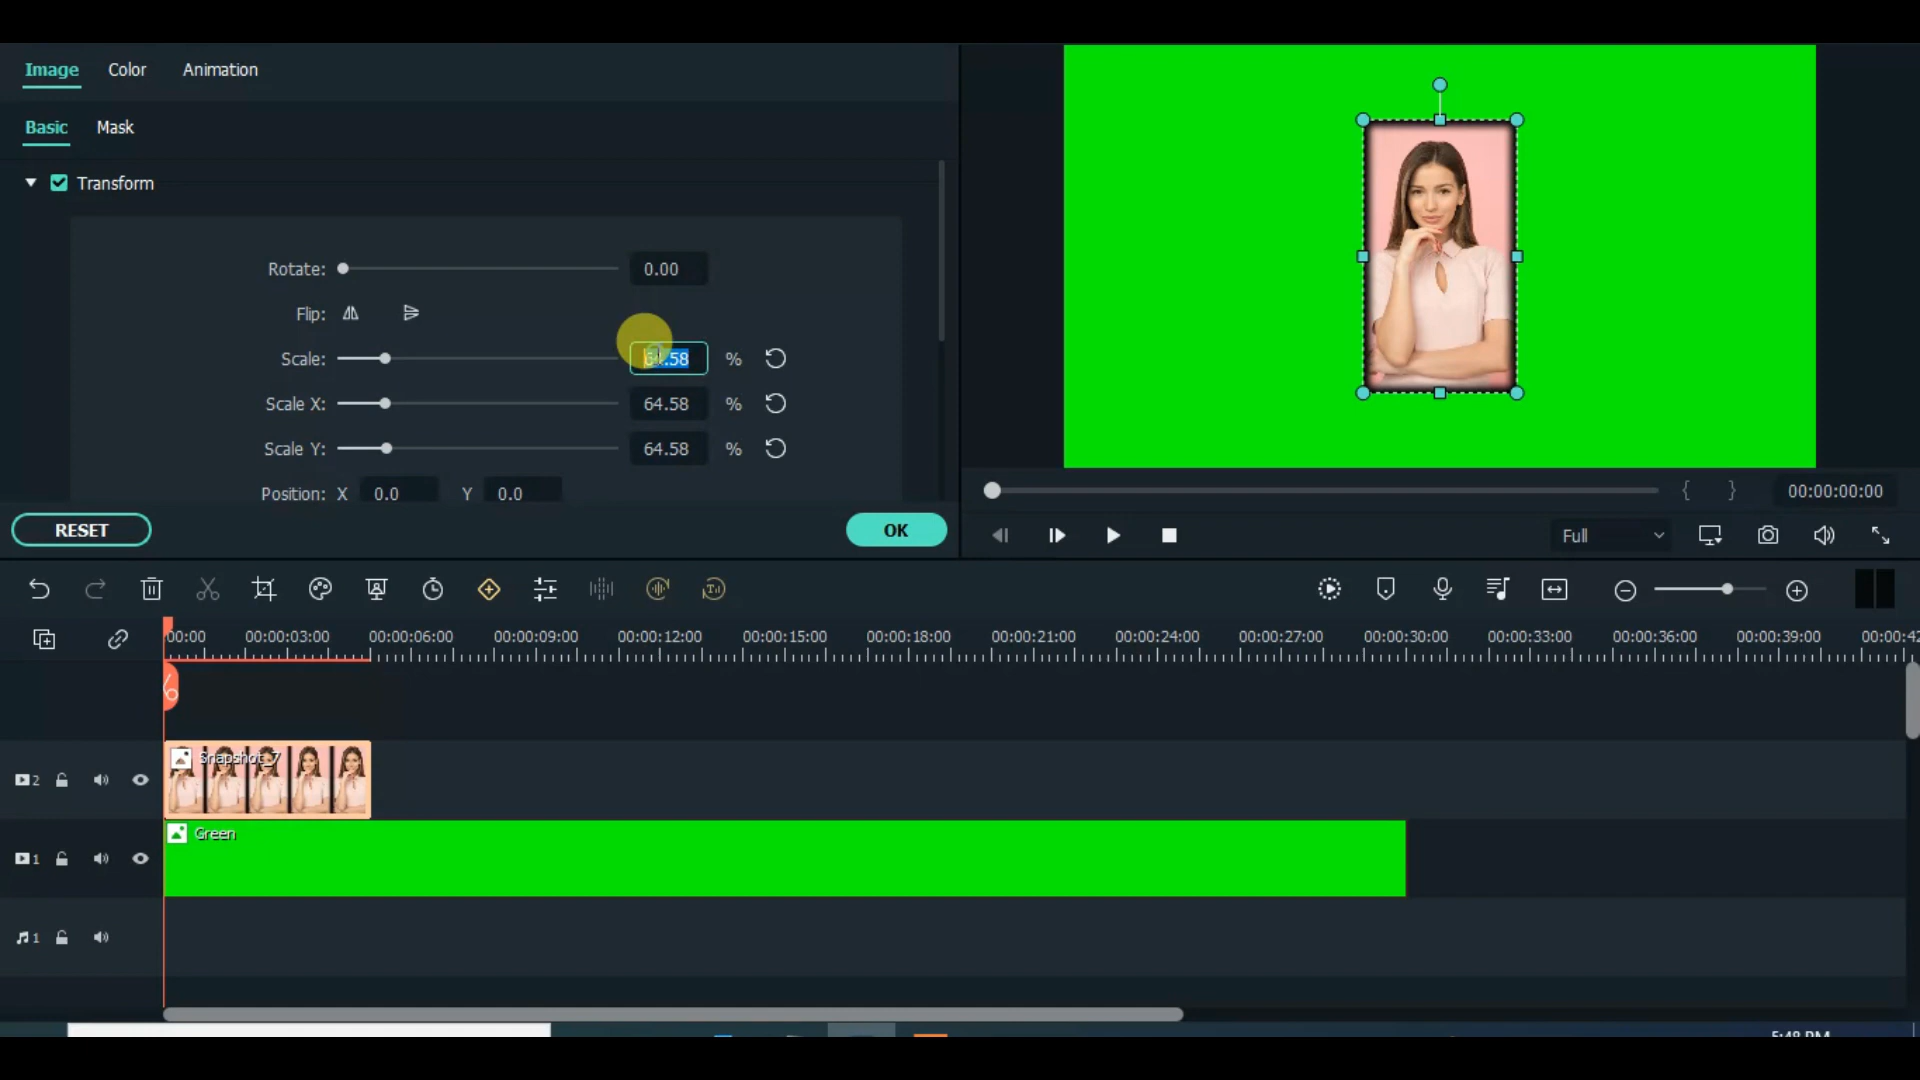 Image Color Animation
Basic Mask
Transform
Rotate: 0.00
Flip:
Scale: 64.58 %
Scale X: 64.58 %
Scale Y: 64.58 %
Position: X 0.0 Y 0.0
RESET OK
{ } 00:00:00:00
Full
00:00 00:00:03:00 00:00:06:00 00:00:09:00 00:00:12:00 00:00:15:00 00:00:18:00 00:00:21:00 00:00:24:00 00:00:27:00 00:00:30:00 00:00:33:00 00:00:36:00 00:00:39:00 00:00:42
2 Snapshot_7
1 Green
1
5:48 PM